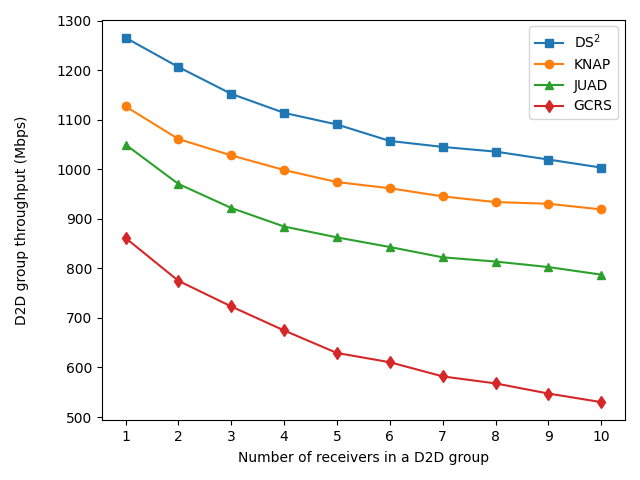 1300
1200
1100
1000
900
800
700
600
500
D2D group throughput (Mbps)
DS²
KNAP
JUAD
GCRS
1 2 3 4 5 6 7 8 9 10
Number of receivers in a D2D group